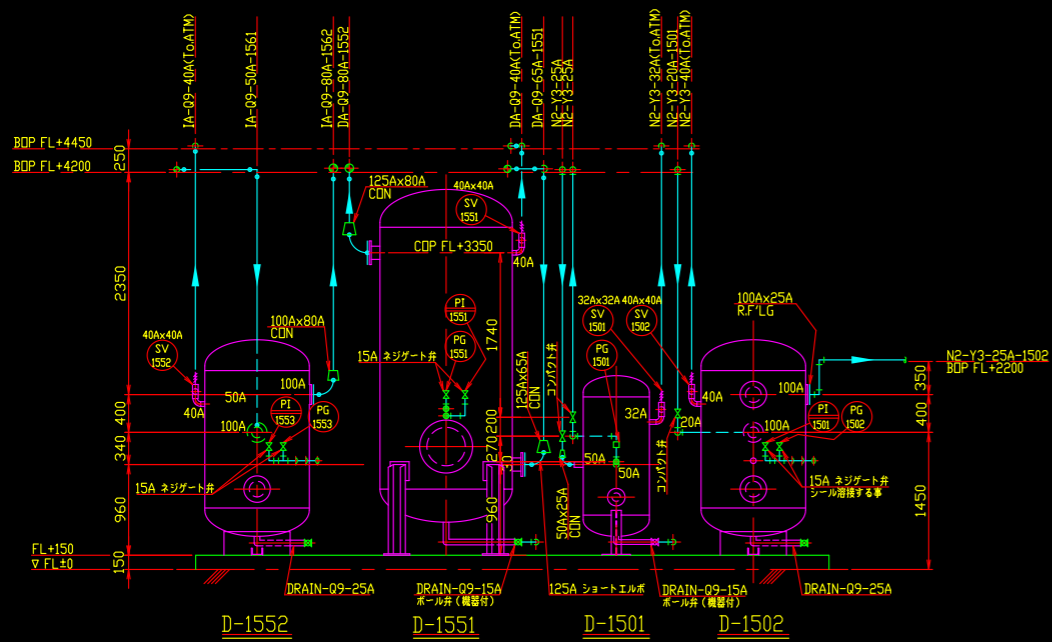 IA-Q9-40A(To.ATM)
IA-Q9-50A-1561
IA-Q9-80A-1562
DA-Q9-80A-1552
DA-Q9-40A(To.ATM)
DA-Q9-65A-1551
N2-Y3-25A
N2-Y3-25A
N2-Y3-32A(To.ATM)
N2-Y3-20A-1501
N2-Y3-40A(To.ATM)
BOP FL+4450
250
BOP FL+4200
125Ax80A
CON
40Ax40A
SV
1551
COP FL+3350
40A
2350
100Ax80A
CON
PI
1551
PG
1551
1740
15A ネジゲート弁
125Ax65A
CON
コンパクト弁
32Ax32A
SV
1501
40Ax40A
SV
1502
PG
1501
100Ax25A
R.F'LG
N2-Y3-25A-1502
BOP FL+2200
350
40Ax40A
SV
1552
40A
50A
100A
100A
PI
1553
PG
1553
32A
20A
40A
100A
100A
PI
1501
PG
1502
400
340
960
150
200
270
960
400
1450
50A
50A
コンパクト弁
50Ax25A
CON
15A ネジゲート弁
15A ネジゲート弁
シール溶接する事
FL+150
▽ FL±0
DRAIN-Q9-25A
DRAIN-Q9-15A
ボール弁(機器付)
125A ショートエルボ
DRAIN-Q9-15A
ボール弁(機器付)
DRAIN-Q9-25A
D-1552
D-1551
D-1501
D-1502